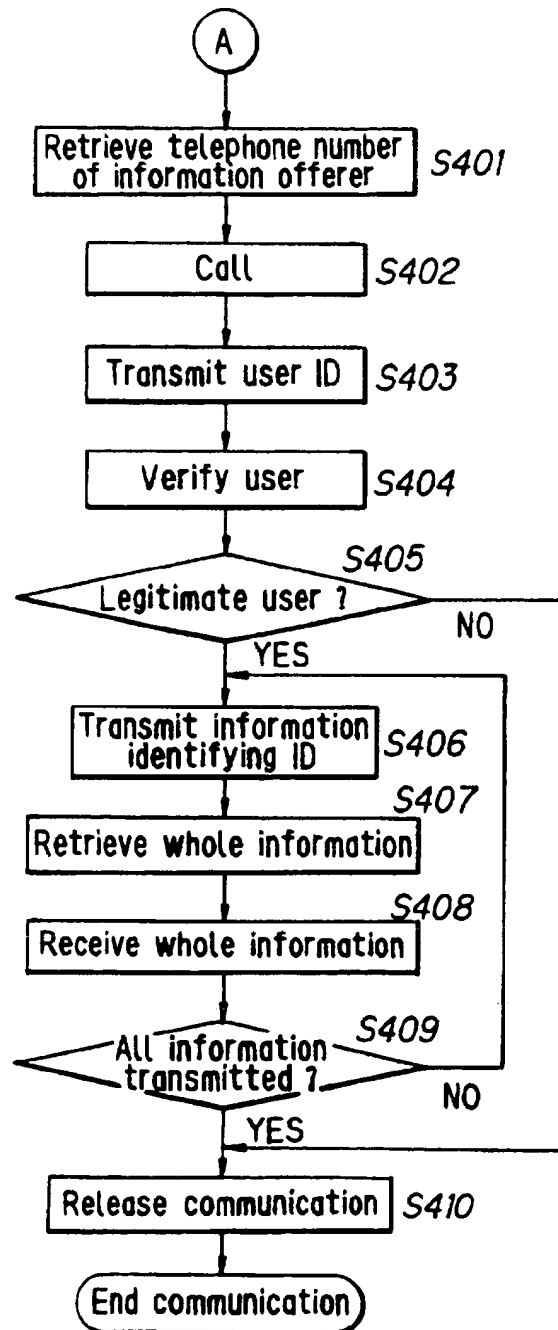 A
Retrieve telephone number
of information offerer
S401
Call
S402
Transmit user ID
S403
Verify user
S404
S405
Legitimate user ?
NO
YES
Transmit information
identifying ID
S406
S407
Retrieve whole information
S408
Receive whole information
S409
All information
transmitted ?
NO
YES
Release communication
S410
End communication